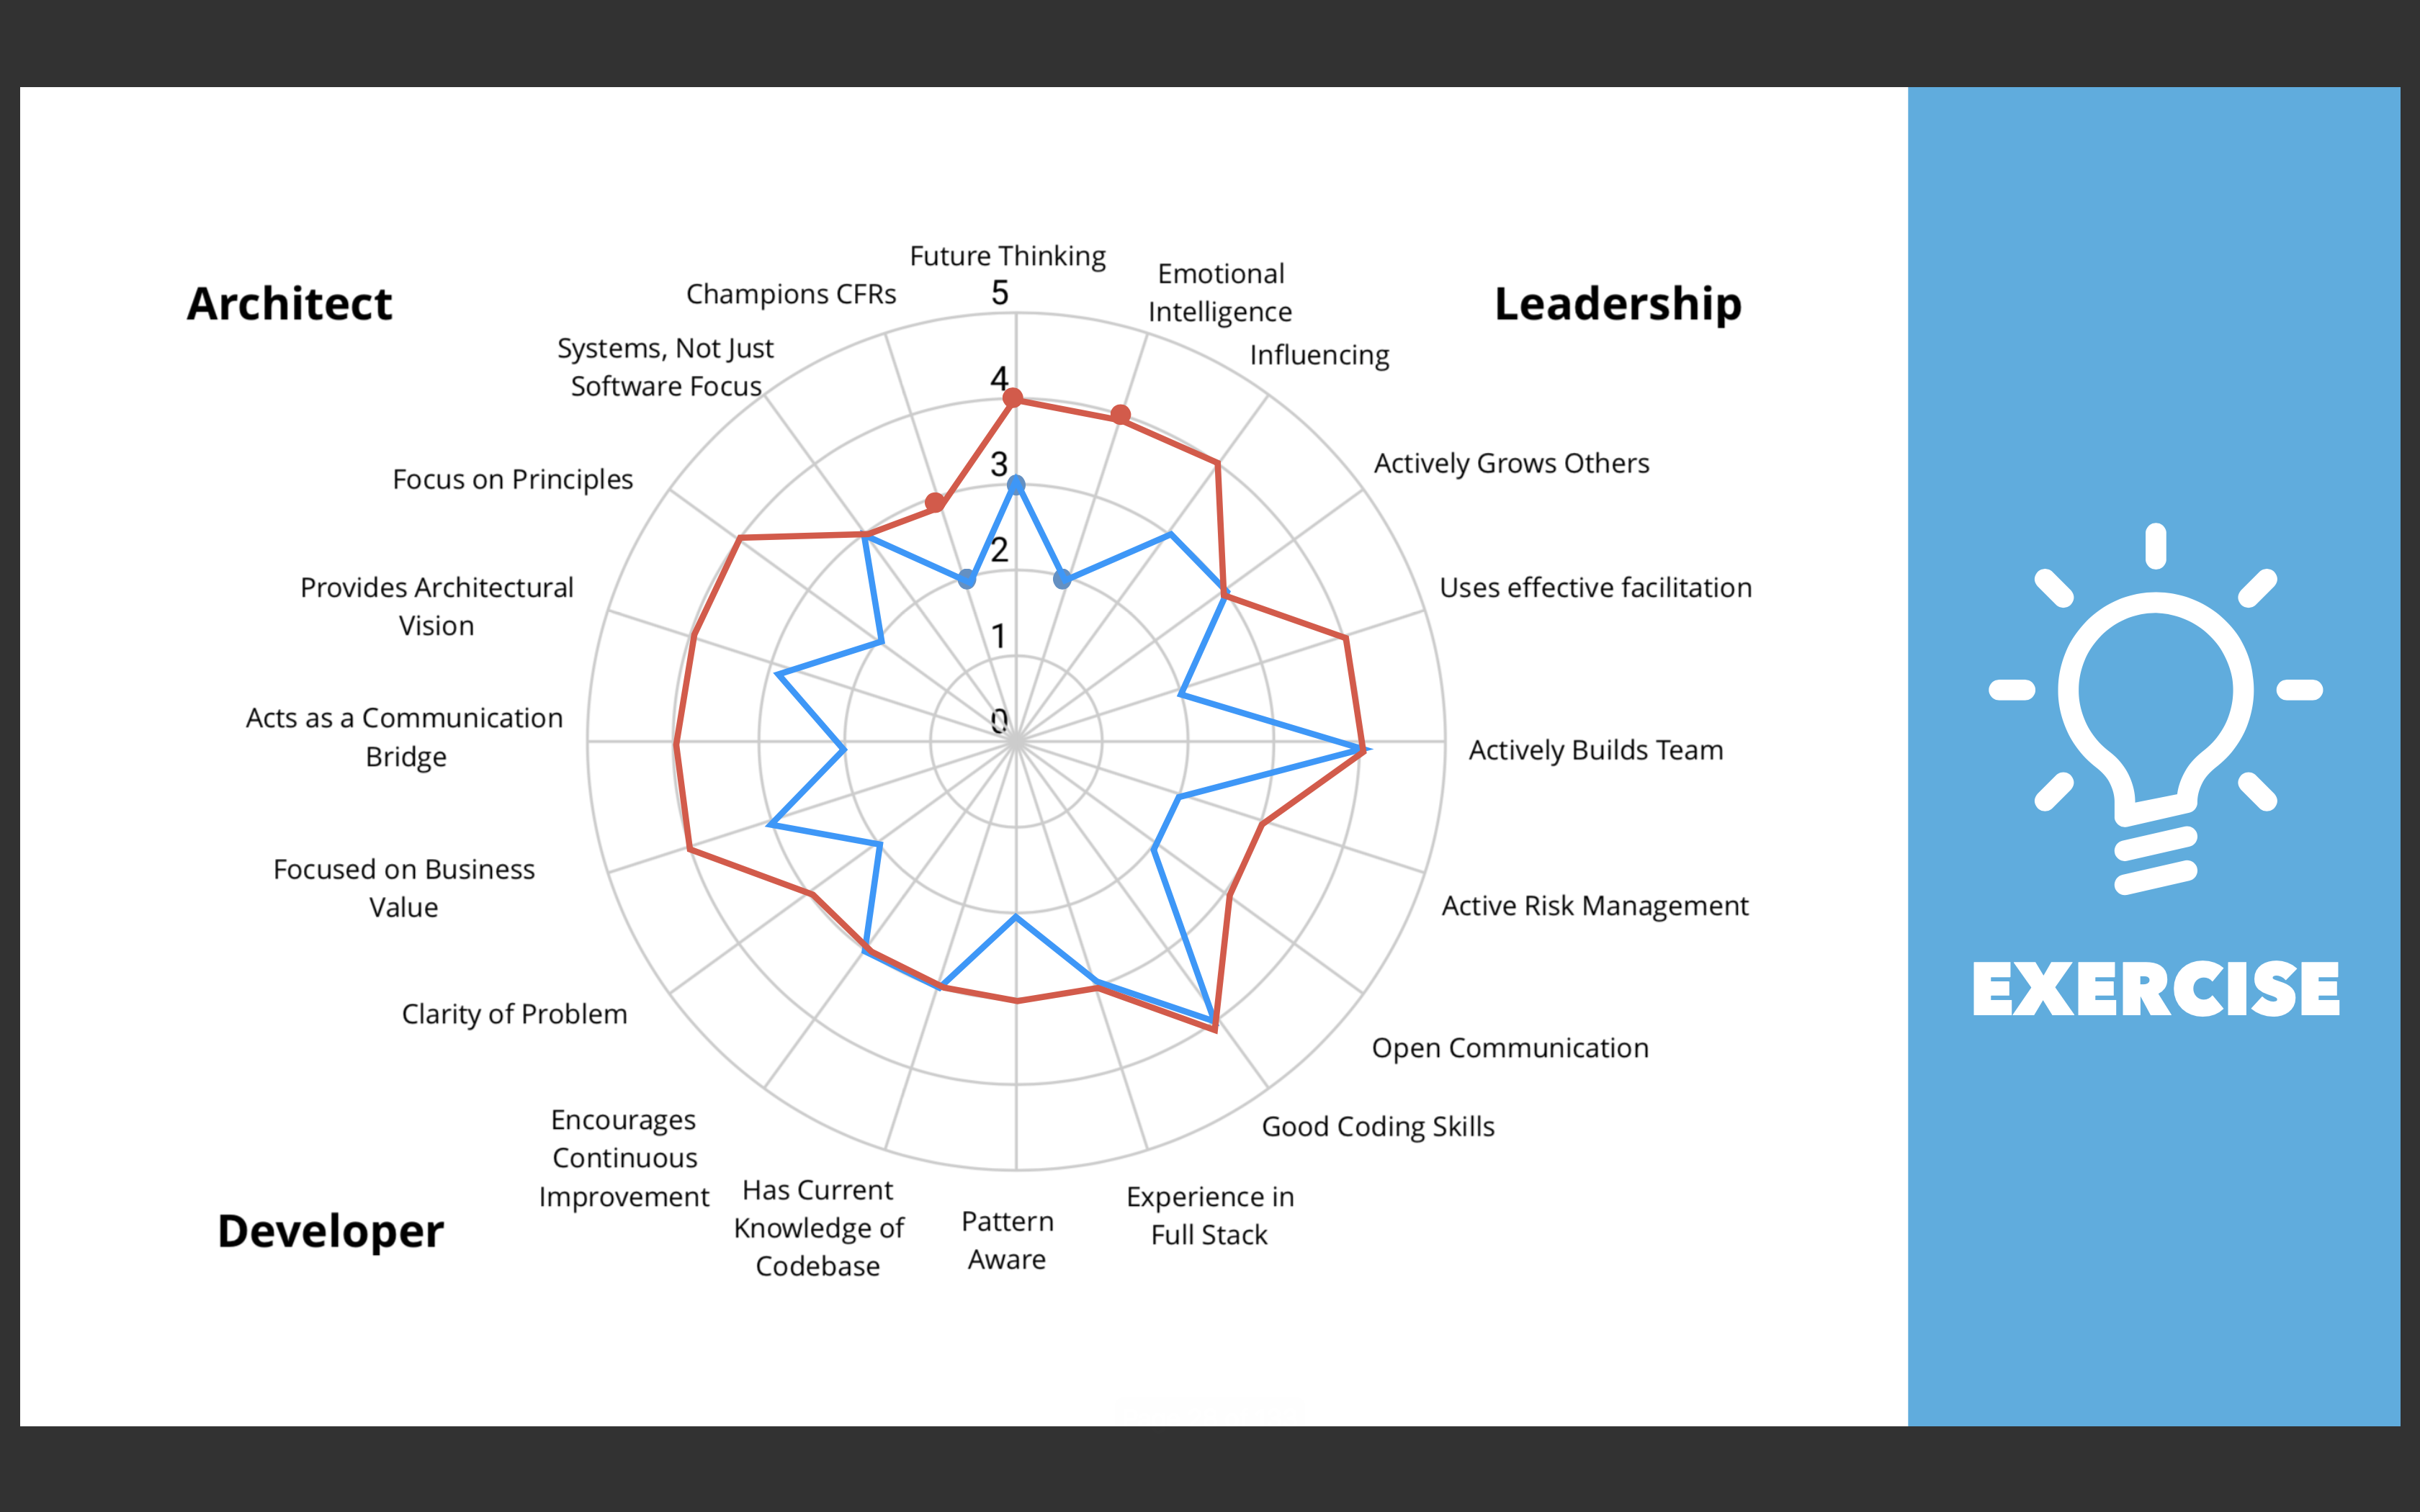 Architect
Leadership
Future Thinking
Emotional
Intelligence
Influencing
Actively Grows Others
Uses effective facilitation
Actively Builds Team
Active Risk Management
Open Communication
Good Coding Skills
Experience in
Full Stack
Pattern
Aware
Has Current
Knowledge of
Codebase
Encourages
Continuous
Improvement
Clarity of Problem
Focused on Business
Value
Acts as a Communication
Bridge
Provides Architectural
Vision
Focus on Principles
Systems, Not Just
Software Focus
Champions CFRs
5
4
3
2
1
0
Developer
EXERCISE